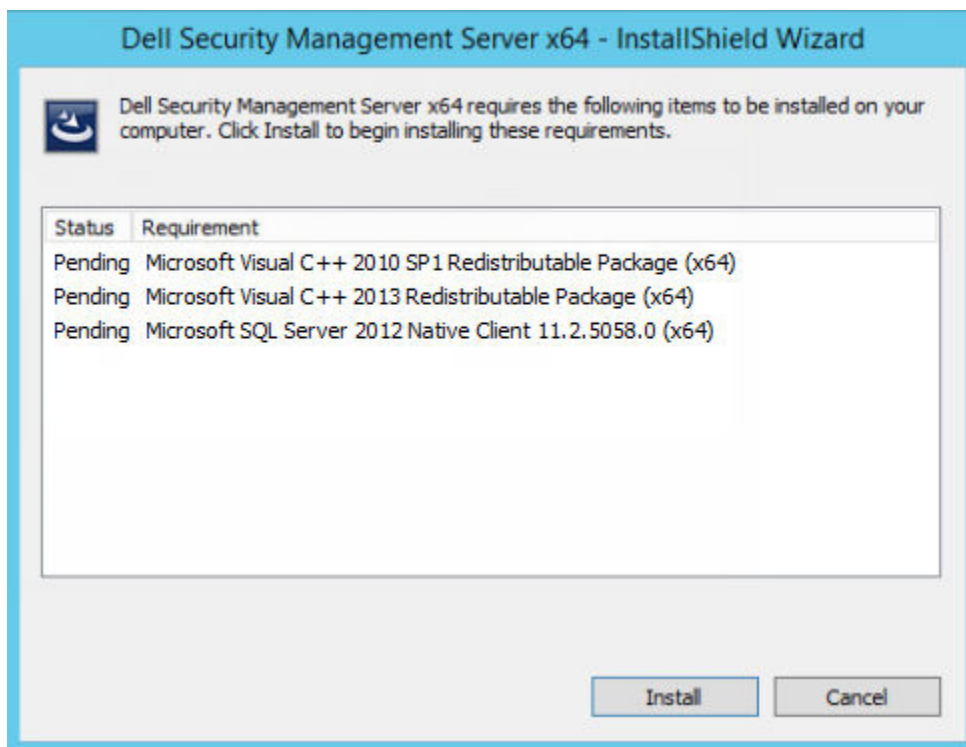 Dell Security Management Server x64 - InstallShield Wizard
Dell Security Management Server x64 requires the following items to be installed on your
computer. Click Install to begin installing these requirements.
Status Requirement
Pending Microsoft Visual C++ 2010 SP1 Redistributable Package (x64)
Pending Microsoft Visual C++ 2013 Redistributable Package (x64)
Pending Microsoft SQL Server 2012 Native Client 11.2.5058.0 (x64)
Install Cancel